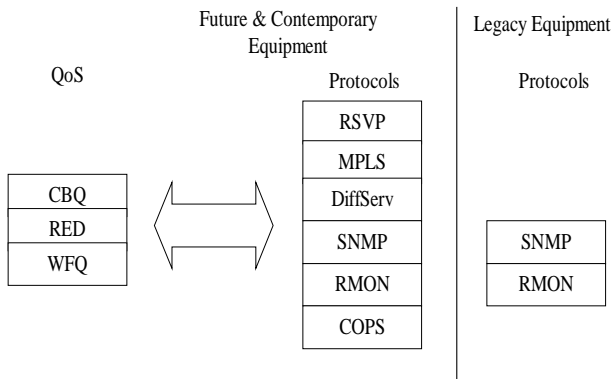 Future & Contemporary
Equipment
Legacy Equipment
QoS
Protocols
Protocols
RSVP
MPLS
DiffServ
SNMP
RMON
COPS
CBQ
RED
WFQ
SNMP
RMON